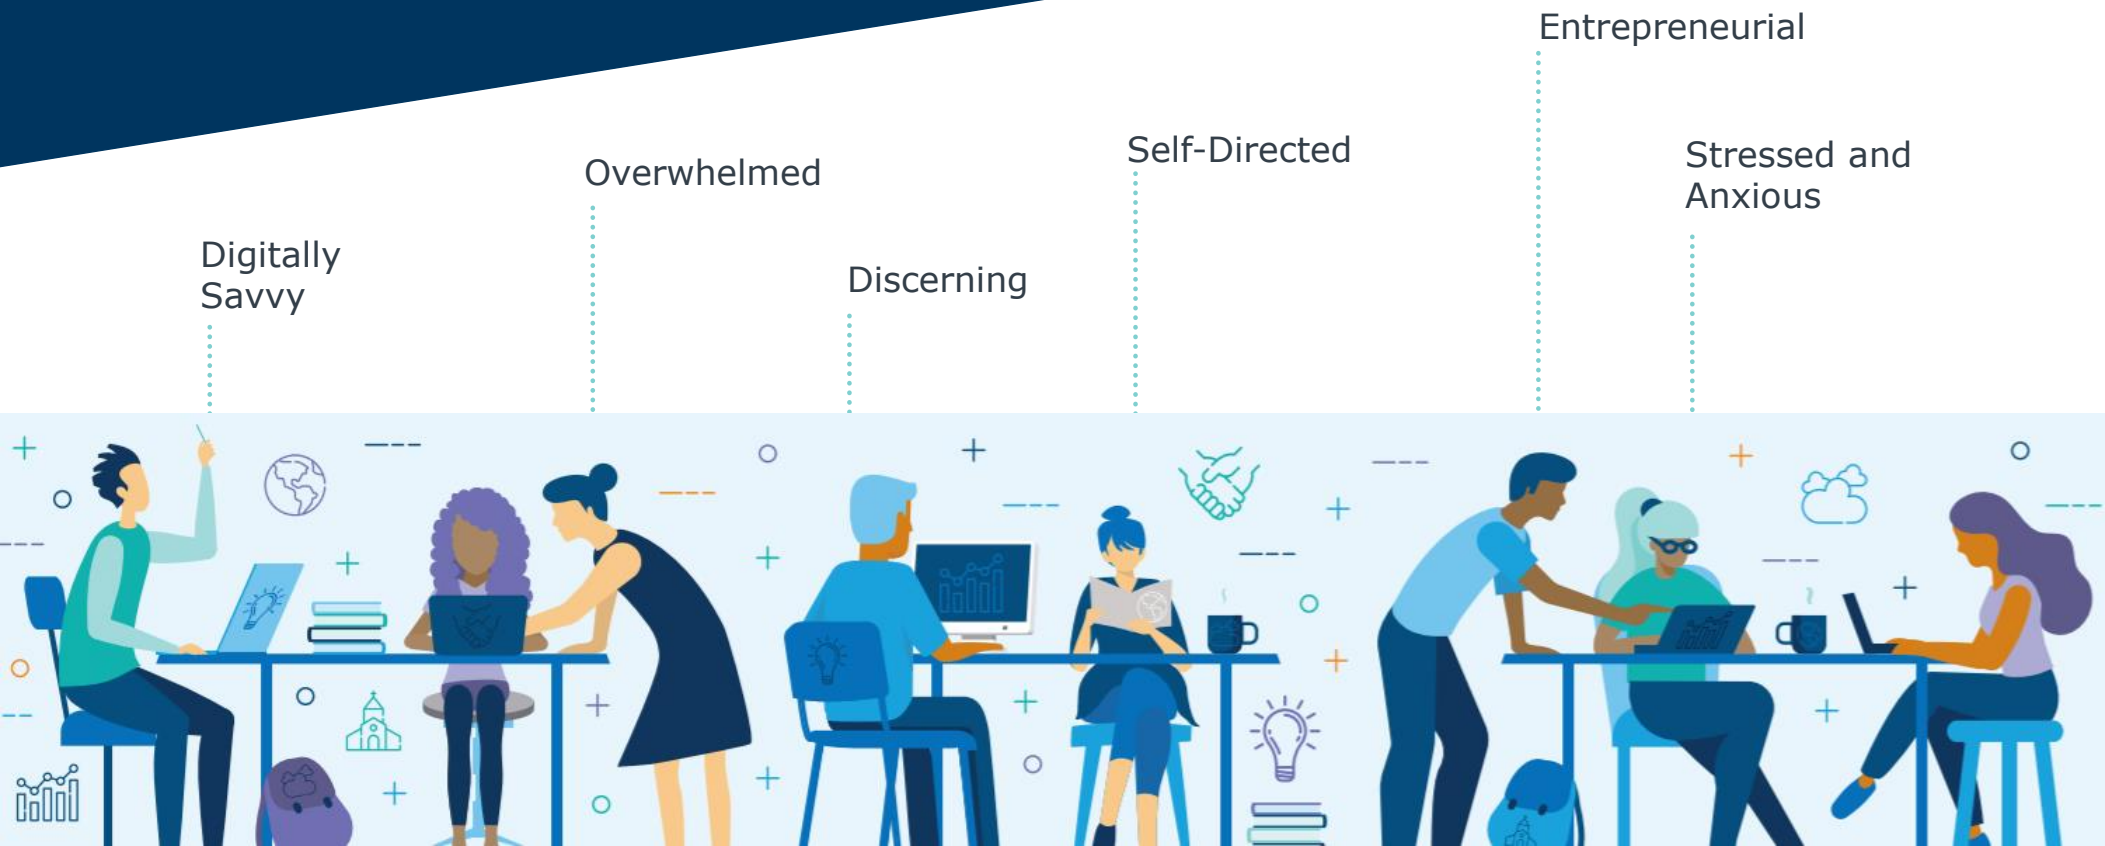 Entrepreneurial
Self-Directed
Stressed and
Anxious
Overwhelmed
Digitally
Savvy
Discerning